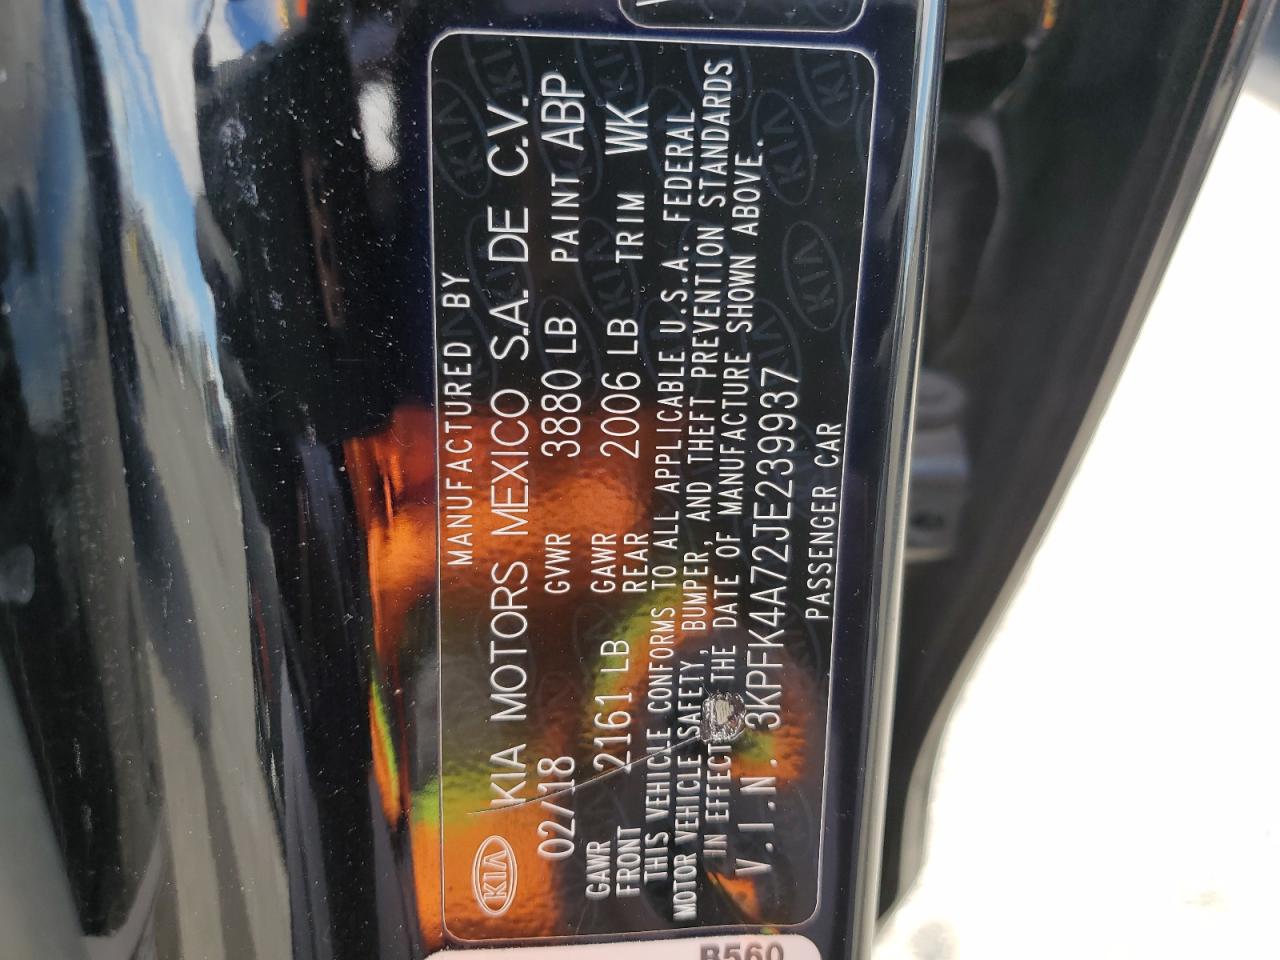 MANUFACTURED BY
KIA KIA MOTORS MEXICO S.A. DE C.V.
02/18 GVWR 3880 LB PAINT ABP
GAWR FRONT 2161 LB GAWR REAR 2006 LB TRIM WK
THIS VEHICLE CONFORMS TO ALL APPLICABLE U.S.A. FEDERAL
MOTOR VEHICLE SAFETY, BUMPER, AND THEFT PREVENTION STANDARDS
IN EFFECT THE DATE OF MANUFACTURE SHOWN ABOVE.
V.I.N. 3KPFK4A72JE239937
PASSENGER CAR
B560